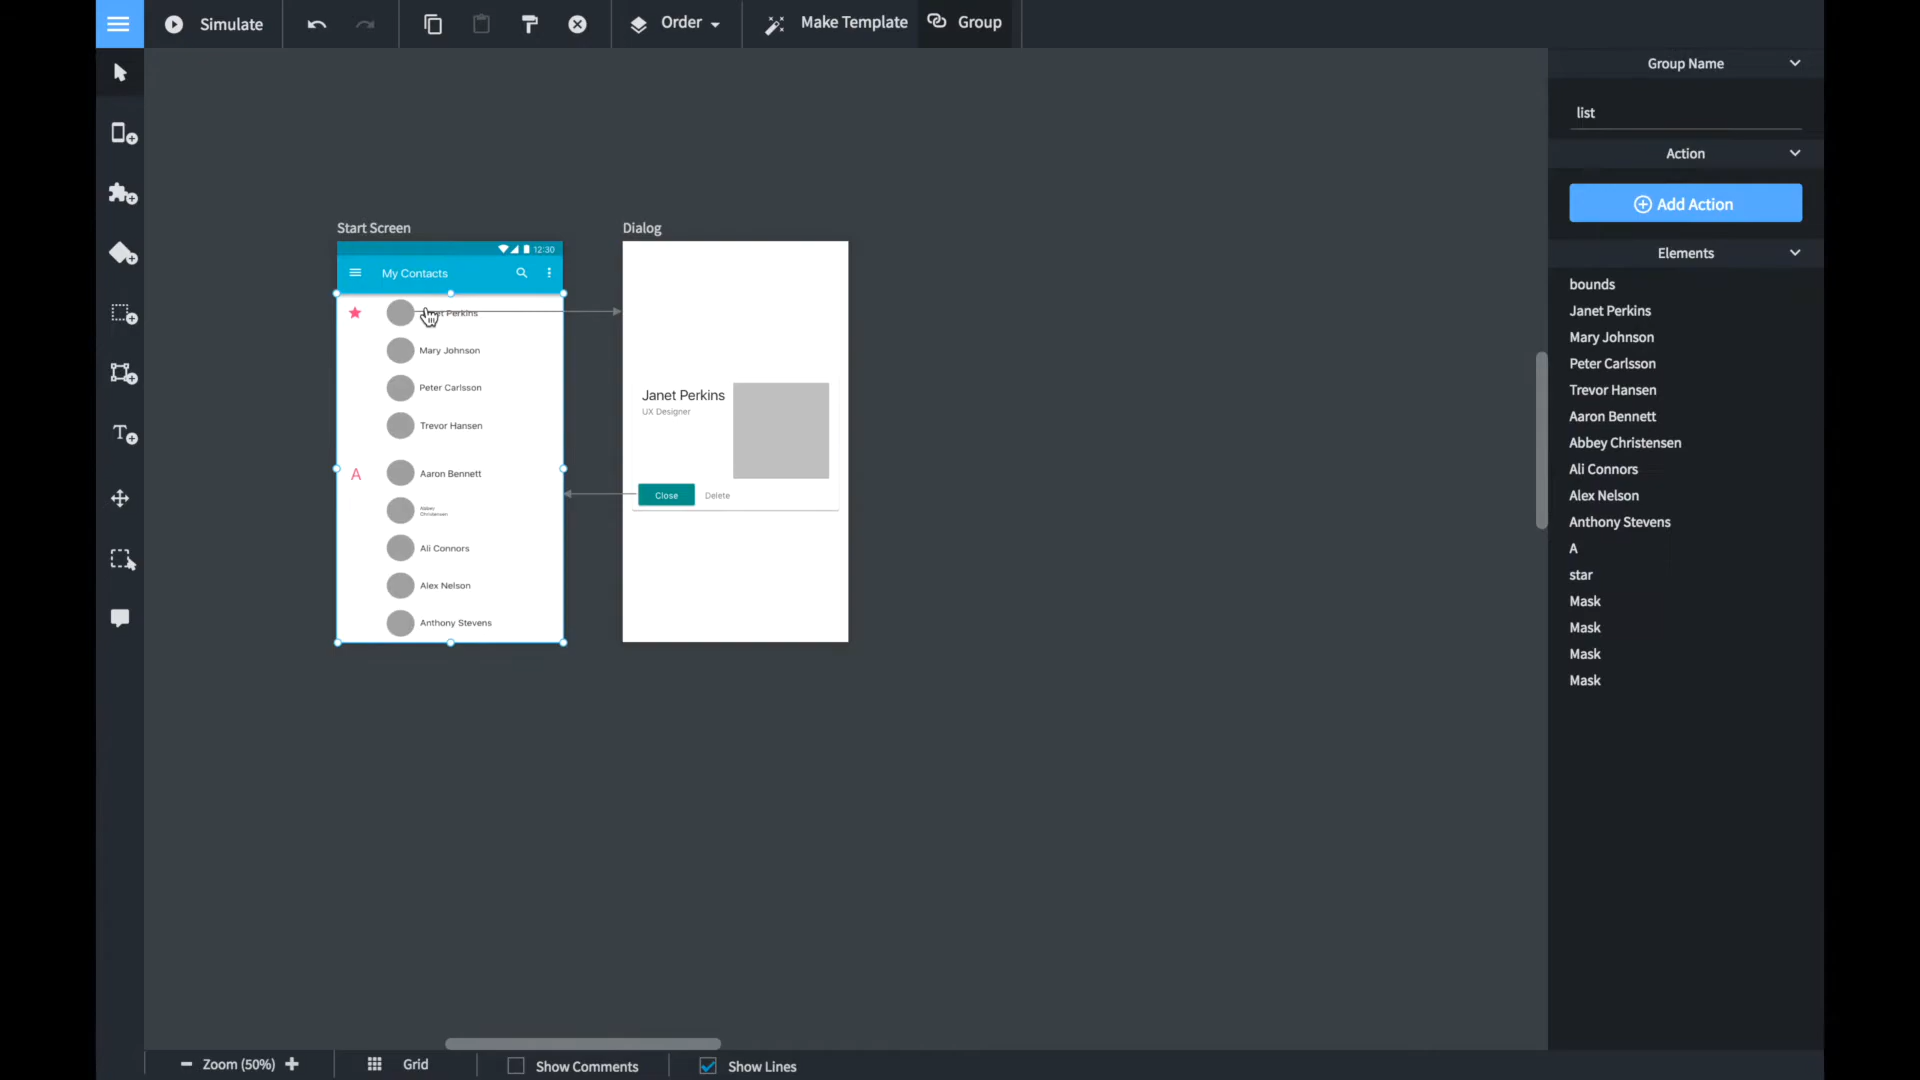 Simulate
Order
Make Template
Group
Group Name
list
Action
Add Action
Elements
bounds
Janet Perkins
Mary Johnson
Peter Carlsson
Trevor Hansen
Aaron Bennett
Abbey Christensen
Ali Connors
Alex Nelson
Anthony Stevens
A
star
Mask
Mask
Mask
Mask
Start Screen
12:30
My Contacts
Perkins
Mary Johnson
Peter Carlsson
Trevor Hansen
A
Aaron Bennett
Abbey
Christensen
Ali Connors
Alex Nelson
Anthony Stevens
Dialog
Janet Perkins
UX Designer
Close
Delete
Zoom (50%)
Grid
Show Comments
Show Lines